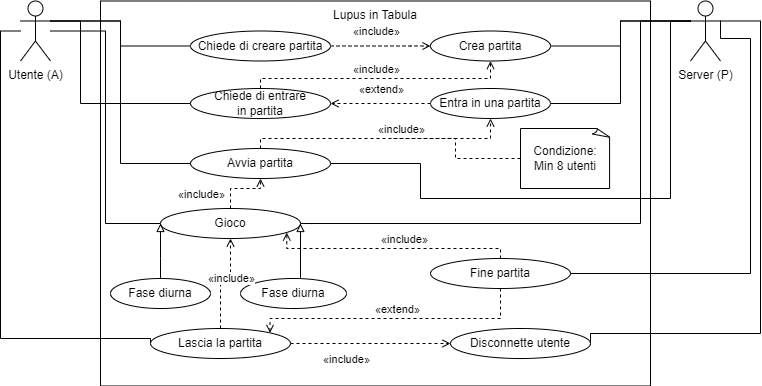 Lupus in Tabula
«include»
Chiede di creare partita
Crea partita
Utente (A)
Server (P)
«include»
«extend»
Chiede di entrare
in partita
Entra in una partita
«include»
Condizione:
Min 8 utenti
Avvia partita
«include»
Gioco
«include»
Fine partita
«include»
Fase diurna
Fase diurna
«extend»
Lascia la partita
Disconnette utente
«include»